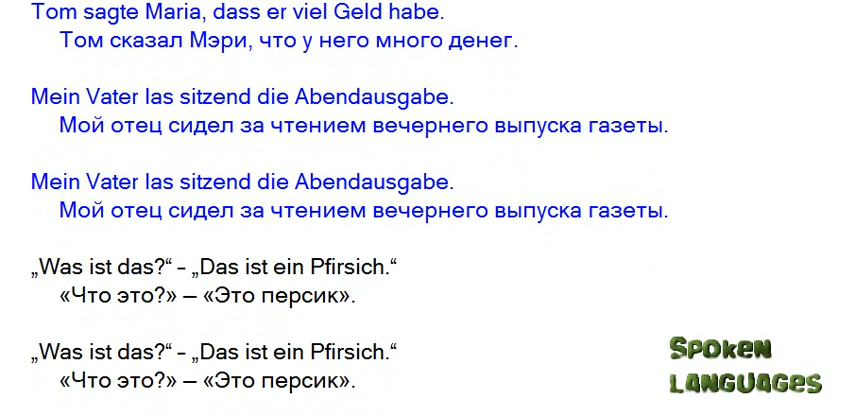 Tom sagte Maria, dass er viel Geld habe.
Том сказал Мэри, что у него много денег.
Mein Vater las sitzend die Abendausgabe.
Мой отец сидел за чтением вечернего выпуска газеты.
Mein Vater las sitzend die Abendausgabe.
Мой отец сидел за чтением вечернего выпуска газеты.
„Was ist das?“ – „Das ist ein Pfirsich.“
«Что это?» — «Это персик».
„Was ist das?“ – „Das ist ein Pfirsich.“
«Что это?» — «Это персик».
Spoken
Languages